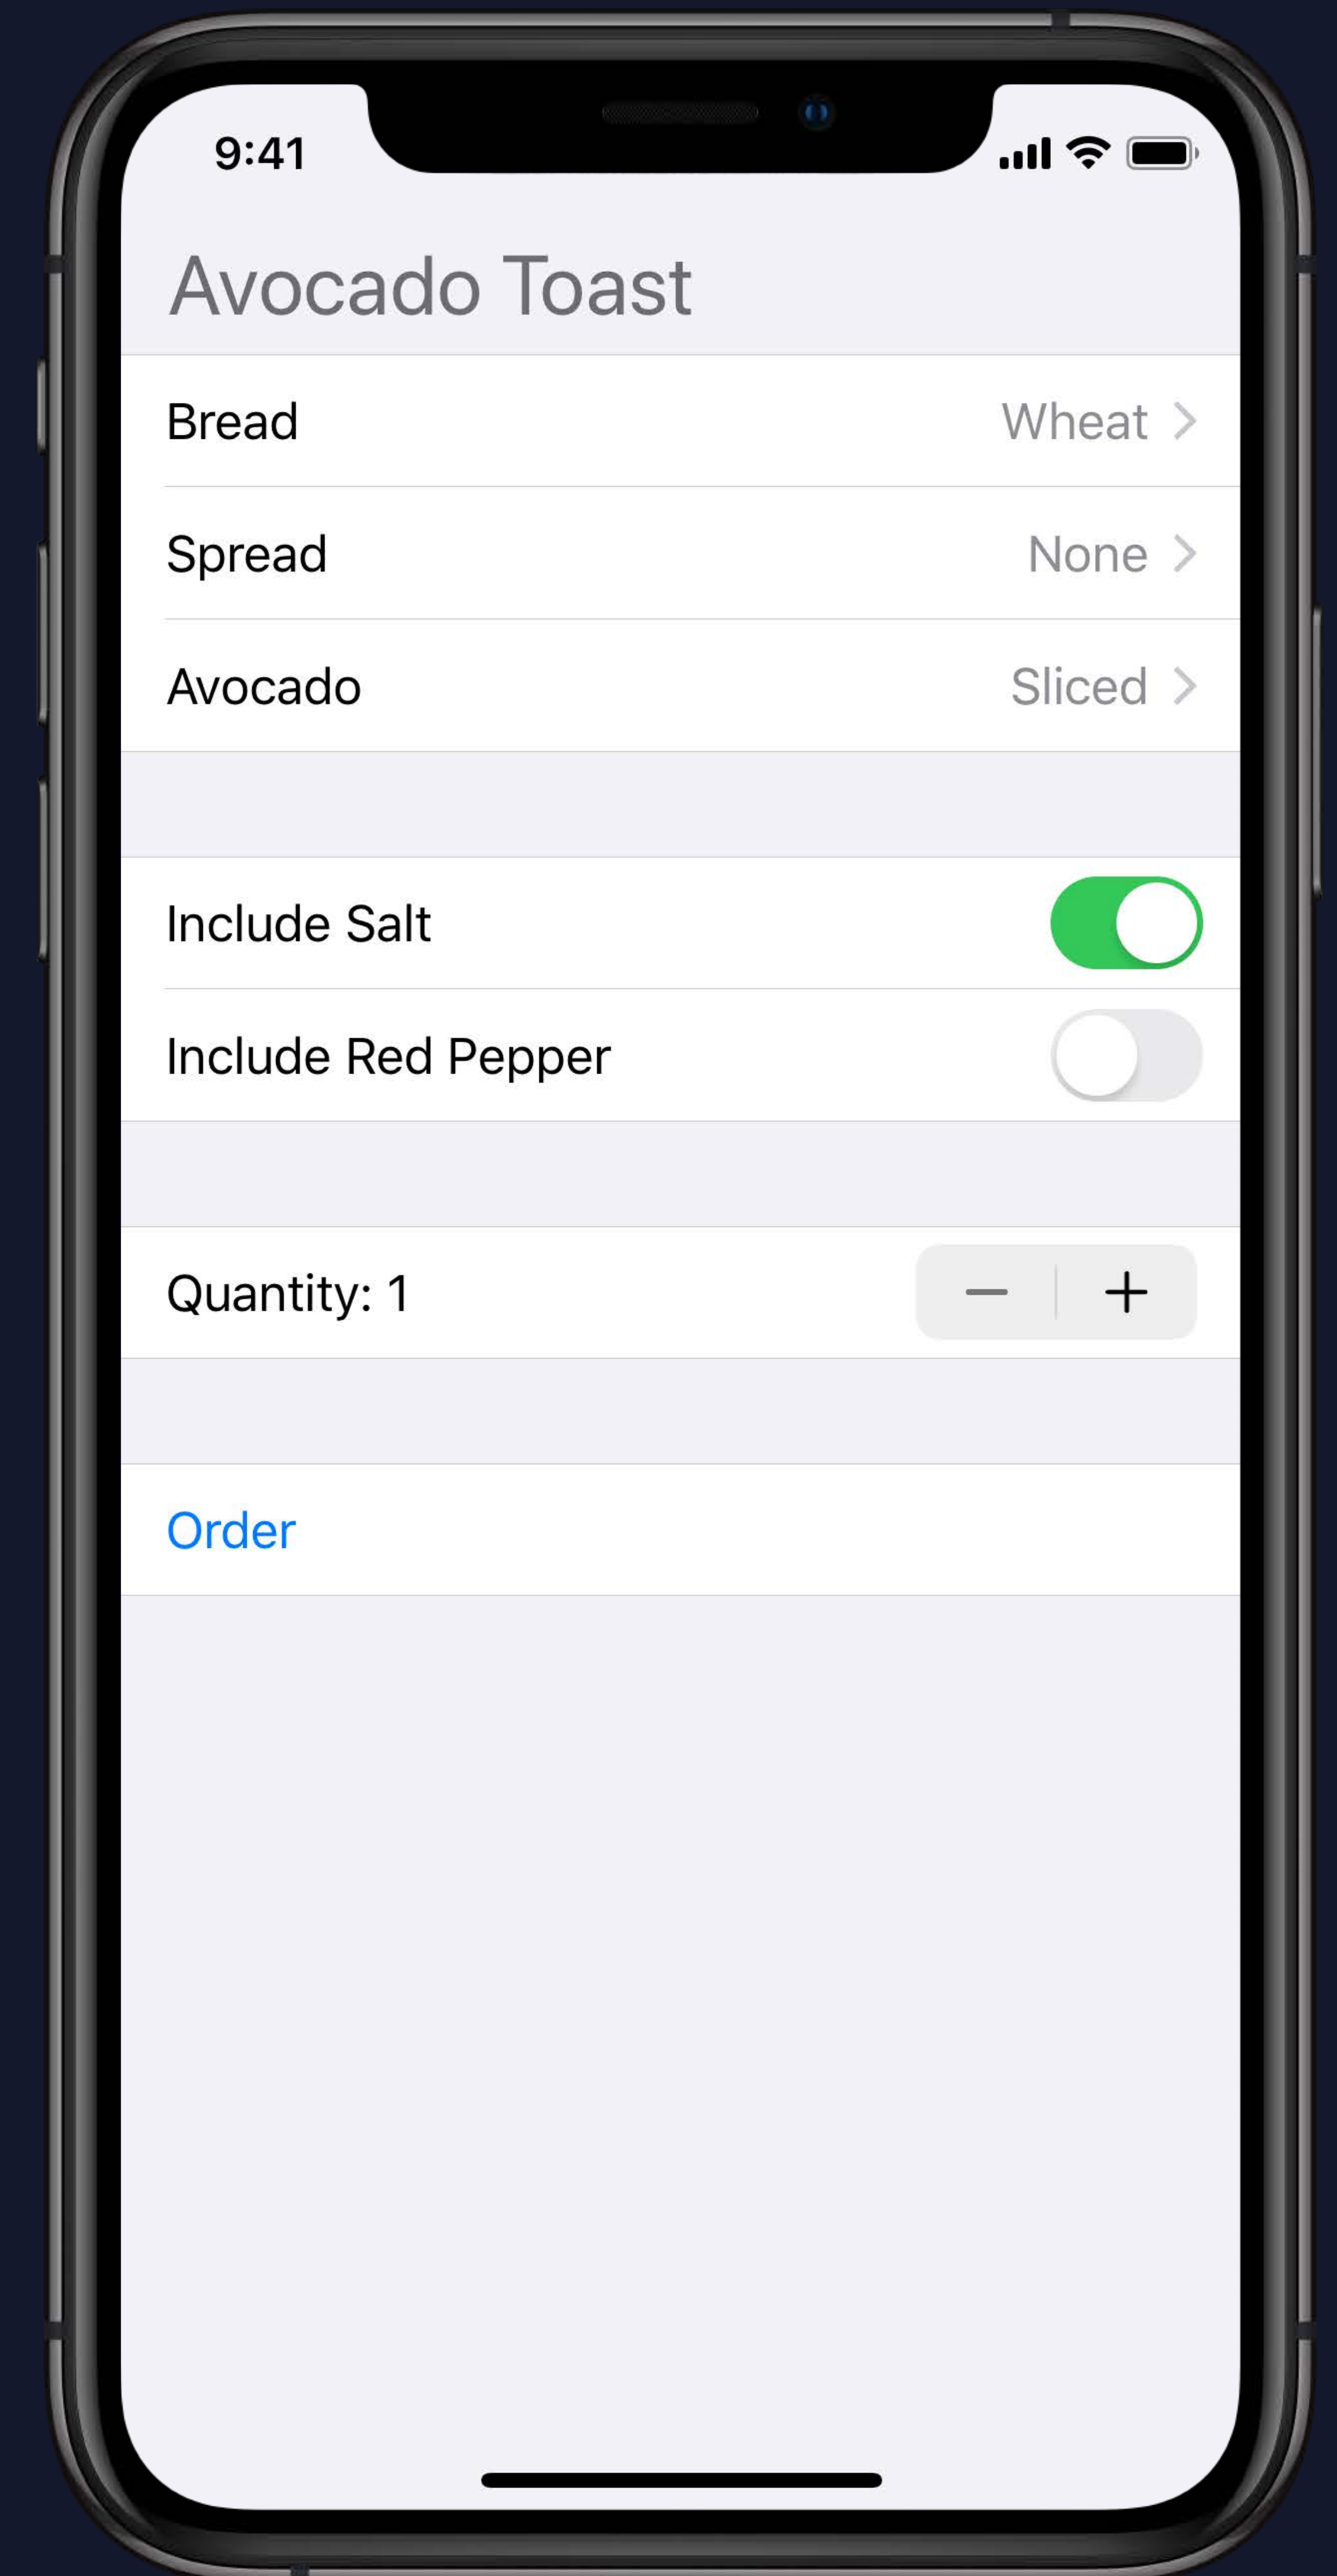 9:41
Avocado Toast
Bread Wheat
Spread None
Avocado Sliced
Include Salt
Include Red Pepper
Quantity: 1
Order